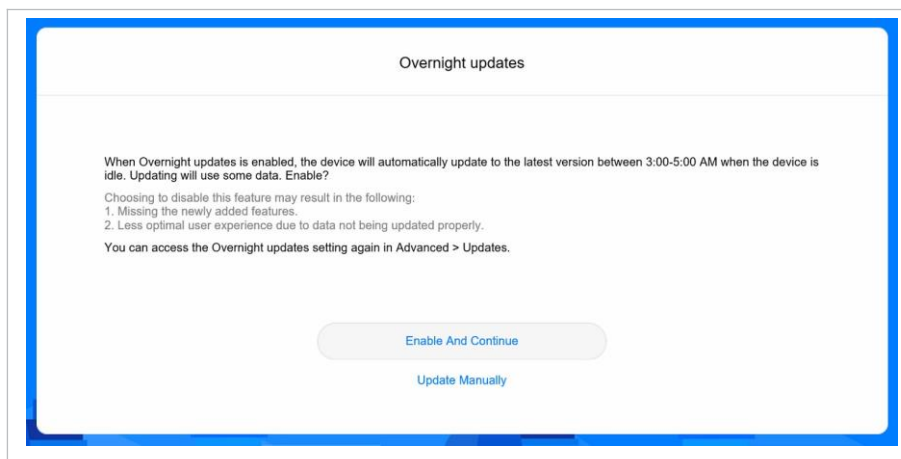 Overnight updates
When Overnight updates is enabled, the device will automatically update to the latest version between 3:00-5:00 AM when the device is
idle. Updating will use some data. Enable?
Choosing to disable this feature may result in the following:
1. Missing the newly added features.
2. Less optimal user experience due to data not being updated properly.
You can access the Overnight updates setting again in Advanced > Updates.
Enable And Continue
Update Manually